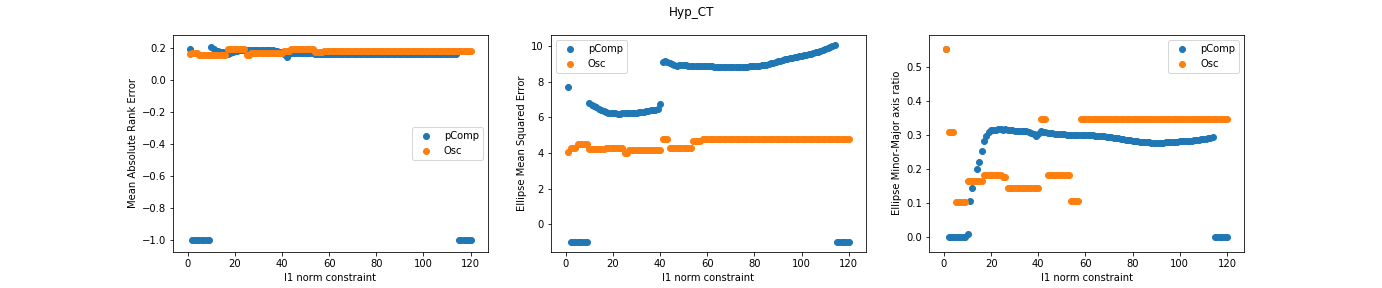 Hyp_CT
Mean Absolute Rank Error
0.2
0.0
−0.2
−0.4
−0.6
−0.8
−1.0
0 20 40 60 80 100 120
l1 norm constraint
pComp
Osc
Ellipse Mean Squared Error
10
8
6
4
2
0
0 20 40 60 80 100 120
l1 norm constraint
pComp
Osc
Ellipse Minor-Major axis ratio
0.5
0.4
0.3
0.2
0.1
0.0
0 20 40 60 80 100 120
l1 norm constraint
pComp
Osc